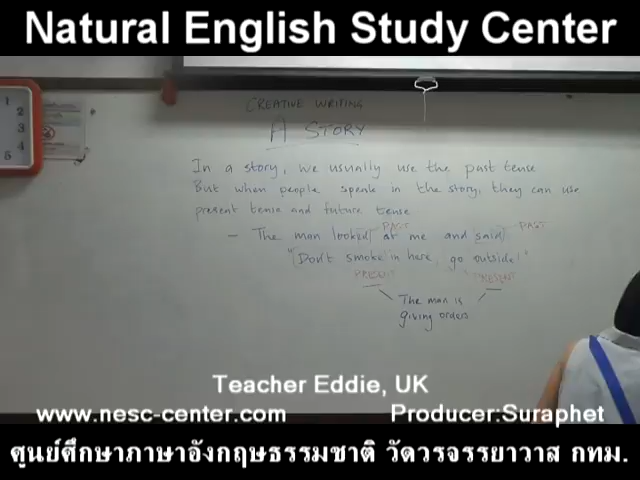 Natural English Study Center
1
2
3
4
5
CREATIVE WRITING
A STORY
In a story, we usually use the past tense
But when people speak in the story, they can use
present tense and future tense
- The man looked at me and said
PAST PAST
"Don't smoke in here, go outside!"
PRESENT PRESENT
The man is
giving orders
Teacher Eddie, UK
www.nesc-center.com Producer:Suraphet
ศูนย์ศึกษาภาษาอังกฤษธรรมชาติ วัดวรจรรยาวาส กทม.